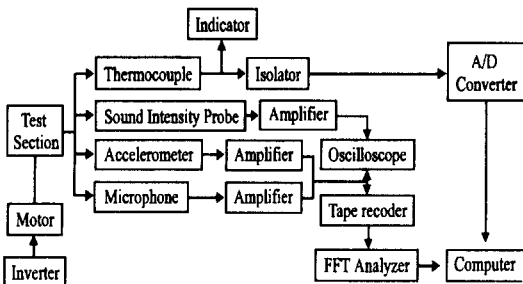 Indicator
Thermocouple
Isolator
A/D
Converter
Test
Section
Sound Intensity Probe
Amplifier
Accelerometer
Amplifier
Oscilloscope
Microphone
Amplifier
Tape recoder
Motor
Inverter
FFT Analyzer
Computer